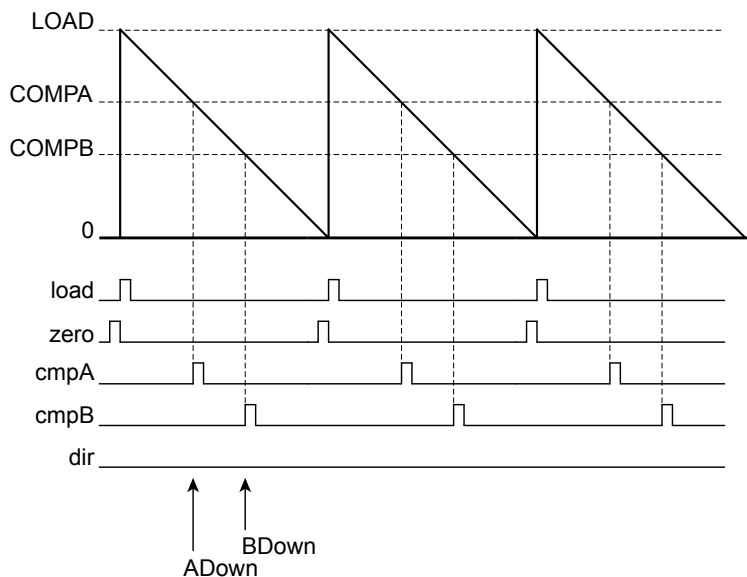 LOAD
COMPA
COMPB
0
load
zero
cmpA
cmpB
dir
BDown
ADown